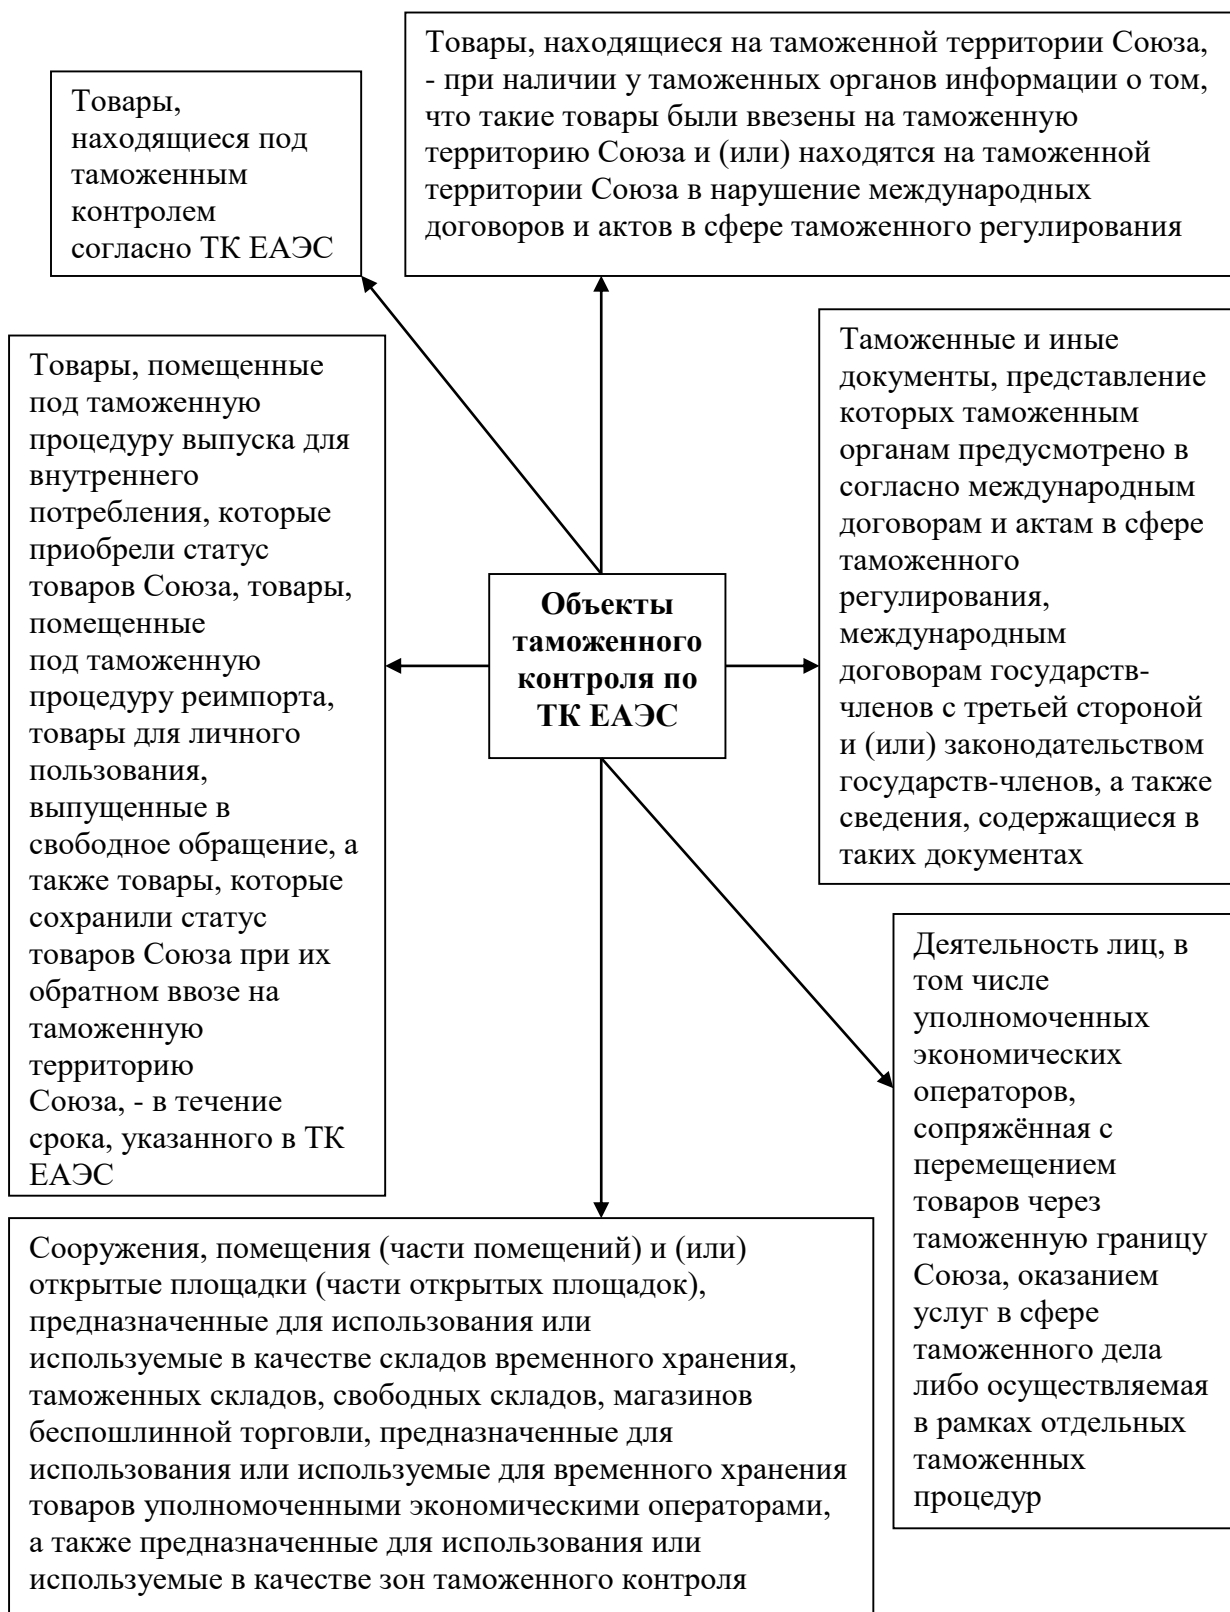 Товары,
находящиеся под
таможенным
контролем
согласно ТК ЕАЭС
Товары, находящиеся на таможенной территории Союза,
- при наличии у таможенных органов информации о том,
что такие товары были ввезены на таможенную
территорию Союза и (или) находятся на таможенной
территории Союза в нарушение международных
договоров и актов в сфере таможенного регулирования
Товары, помещенные
под таможенную
процедуру выпуска для
внутреннего
потребления, которые
приобрели статус
товаров Союза, товары,
помещенные
под таможенную
процедуру реимпорта,
товары для личного
пользования,
выпущенные в
свободное обращение, а
также товары, которые
сохранили статус
товаров Союза при их
обратном ввозе на
таможенную
территорию
Союза, - в течение
срока, указанного в ТК
ЕАЭС
Объекты
таможенного
контроля по
ТК ЕАЭС
Таможенные и иные
документы, представление
которых таможенным
органам предусмотрено в
согласно международным
договорам и актам в сфере
таможенного
регулирования,
международным
договорам государств-
членов с третьей стороной
и (или) законодательством
государств-членов, а также
сведения, содержащиеся в
таких документах
Деятельность лиц, в
том числе
уполномоченных
экономических
операторов,
сопряжённая с
перемещением
товаров через
таможенную границу
Союза, оказанием
услуг в сфере
таможенного дела
либо осуществляемая
в рамках отдельных
таможенных
процедур
Сооружения, помещения (части помещений) и (или)
открытые площадки (части открытых площадок),
предназначенные для использования или
используемые в качестве складов временного хранения,
таможенных складов, свободных складов, магазинов
беспошлинной торговли, предназначенные для
использования или используемые для временного хранения
товаров уполномоченными экономическими операторами,
а также предназначенные для использования или
используемые в качестве зон таможенного контроля